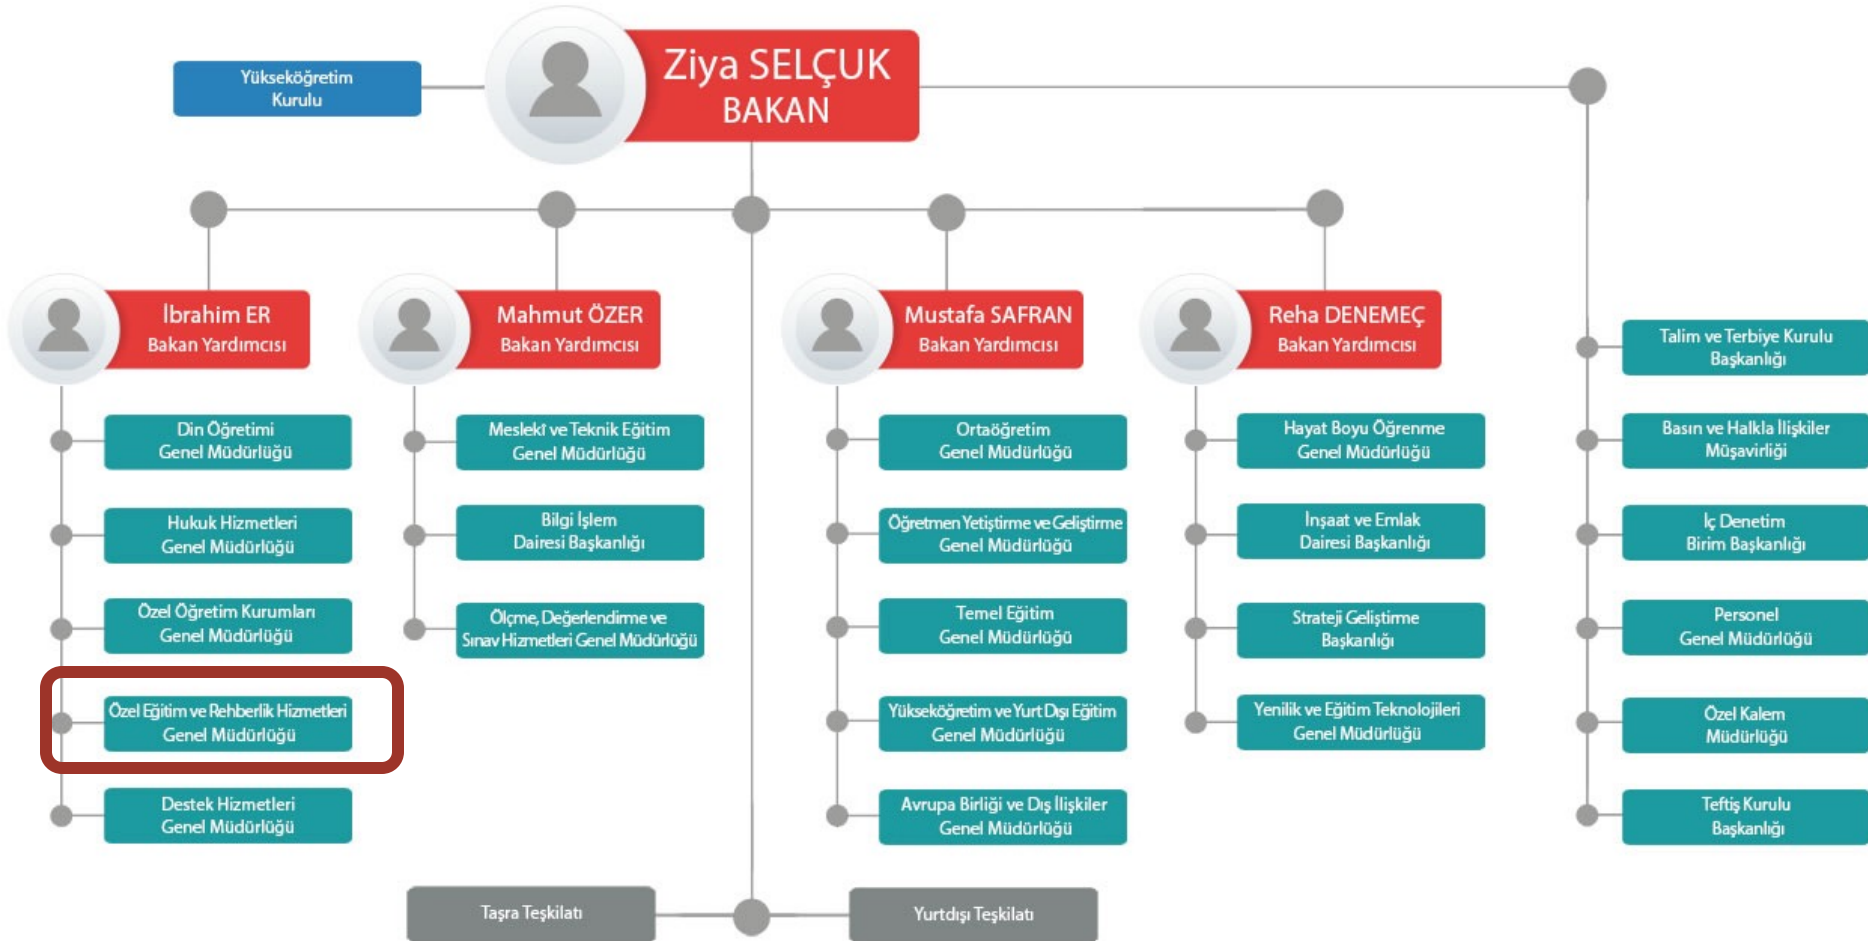 Ziya SELÇUK
BAKAN
Yükseköğretim
Kurulu
İbrahim ER
Bakan Yardımcısı
Din Öğretimi
Genel Müdürlüğü
Hukuk Hizmetleri
Genel Müdürlüğü
Özel Öğretim Kurumları
Genel Müdürlüğü
Özel Eğitim ve Rehberlik Hizmetleri
Genel Müdürlüğü
Destek Hizmetleri
Genel Müdürlüğü
Mahmut ÖZER
Bakan Yardımcısı
Meslekî ve Teknik Eğitim
Genel Müdürlüğü
Bilgi İşlem
Dairesi Başkanlığı
Ölçme, Değerlendirme ve
Sınav Hizmetleri Genel Müdürlüğü
Mustafa SAFRAN
Bakan Yardımcısı
Ortaöğretim
Genel Müdürlüğü
Öğretmen Yetiştirme ve Geliştirme
Genel Müdürlüğü
Temel Eğitim
Genel Müdürlüğü
Yükseköğretim ve Yurt Dışı Eğitim
Genel Müdürlüğü
Avrupa Birliği ve Dış İlişkiler
Genel Müdürlüğü
Reha DENEMEÇ
Bakan Yardımcısı
Hayat Boyu Öğrenme
Genel Müdürlüğü
İnşaat ve Emlak
Dairesi Başkanlığı
Strateji Geliştirme
Başkanlığı
Yenilik ve Eğitim Teknolojileri
Genel Müdürlüğü
Talim ve Terbiye Kurulu
Başkanlığı
Basın ve Halkla İlişkiler
Müşavirliği
İç Denetim
Birim Başkanlığı
Personel
Genel Müdürlüğü
Özel Kalem
Müdürlüğü
Teftiş Kurulu
Başkanlığı
Taşra Teşkilatı
Yurtdışı Teşkilatı